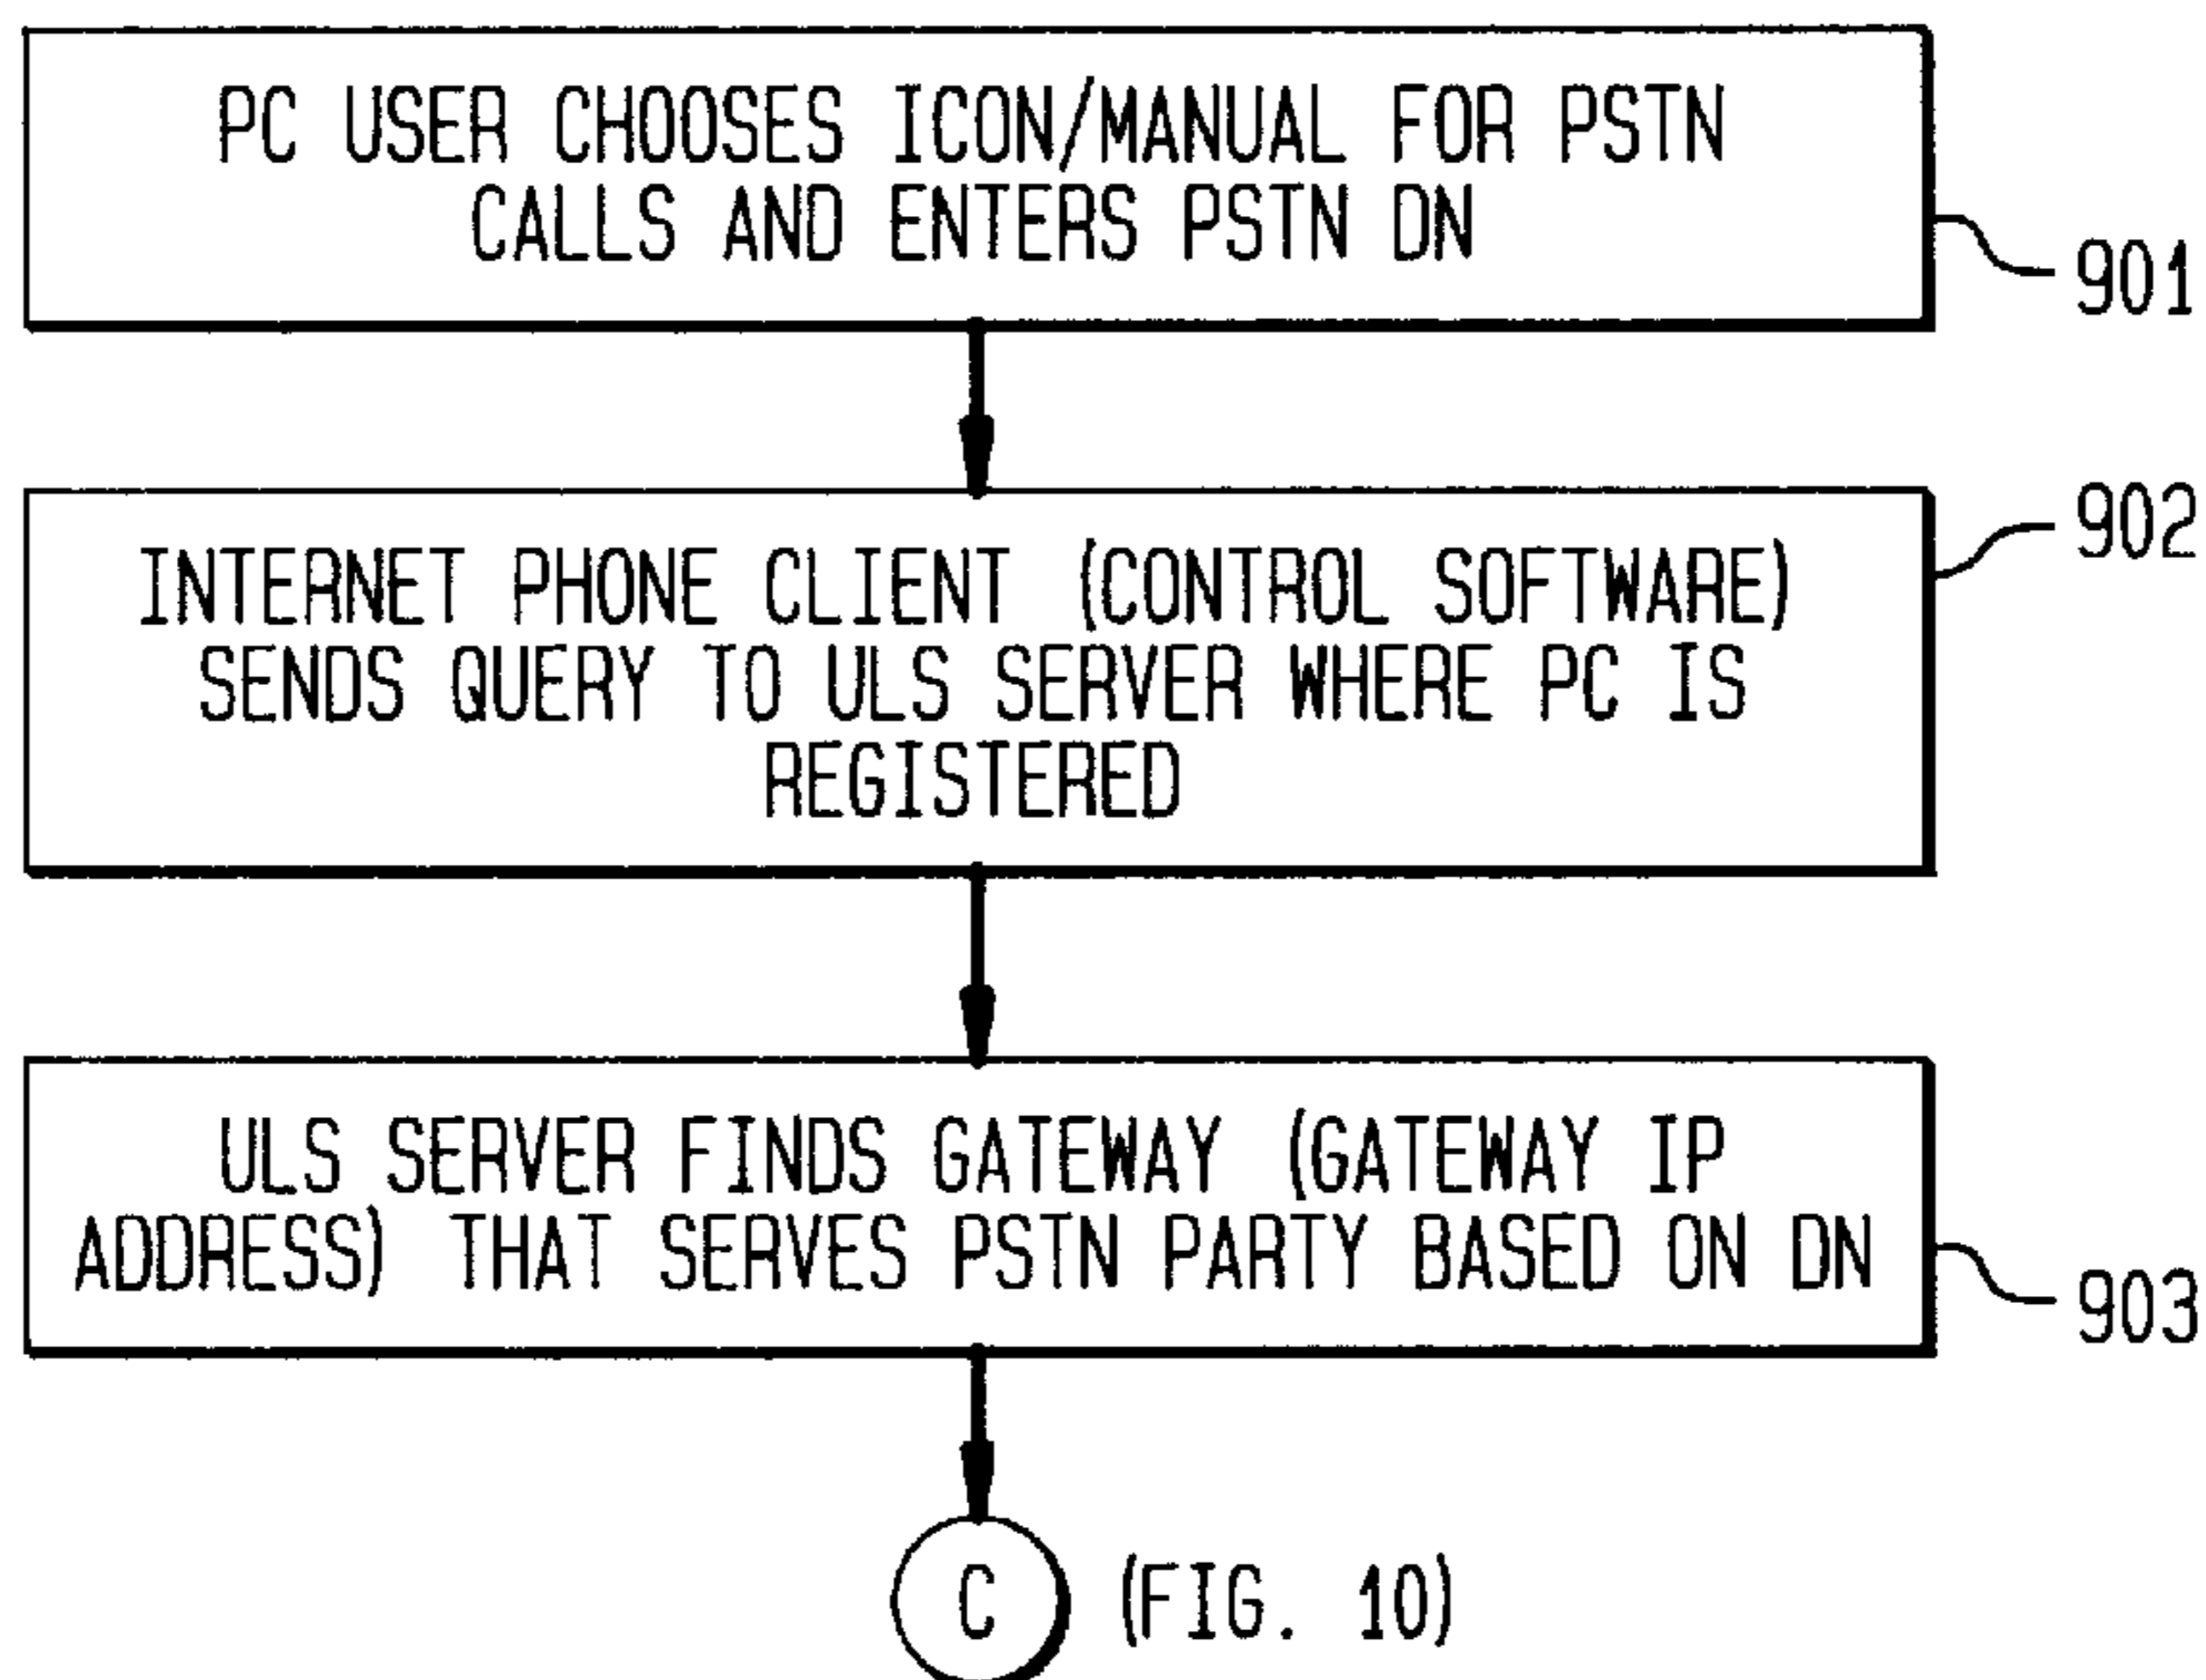 PC USER CHOOSES ICON/MANUAL FOR PSTN
CALLS AND ENTERS PSTN DN
901
INTERNET PHONE CLIENT (CONTROL SOFTWARE)
SENDS QUERY TO ULS SERVER WHERE PC IS
REGISTERED
902
ULS SERVER FINDS GATEWAY (GATEWAY IP
ADDRESS) THAT SERVES PSTN PARTY BASED ON DN
903
C (FIG. 10)